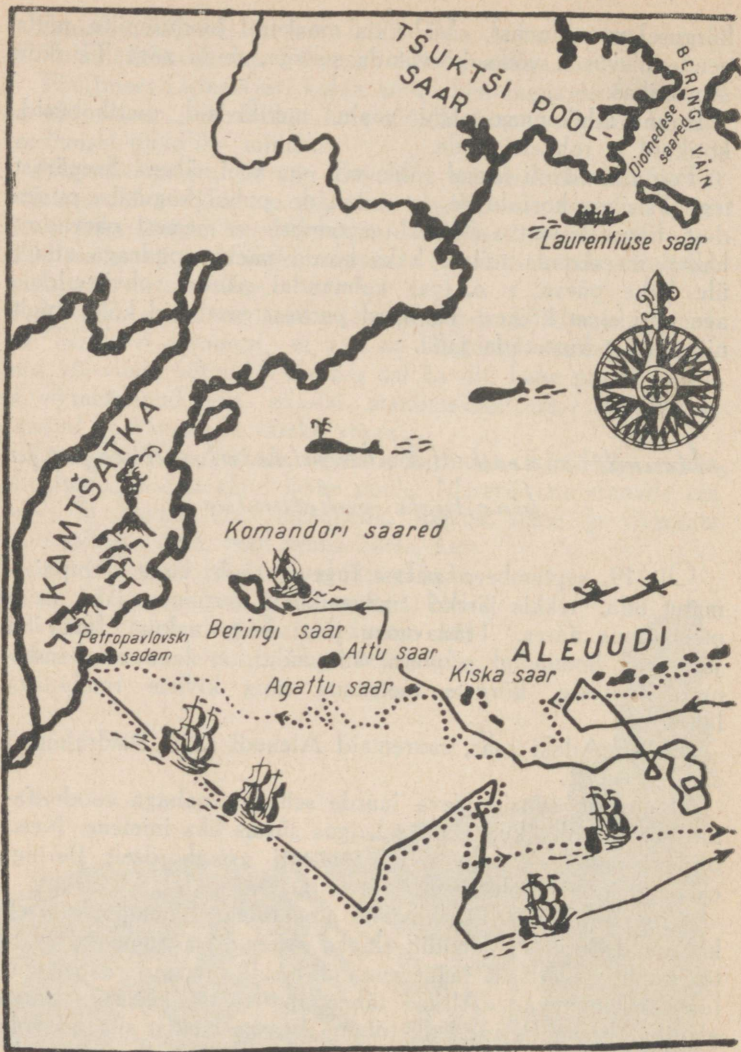 TŠUKTŠI POOL-
SAAR
BERINGI VÄIN
Diomedese
saared
Laurentiuse saar
KAMTŠATKA
Komandori saared
Beringi saar
Petropavlovski
sadam
Attu saar
Agattu saar
Kiska saar
ALEUUDI